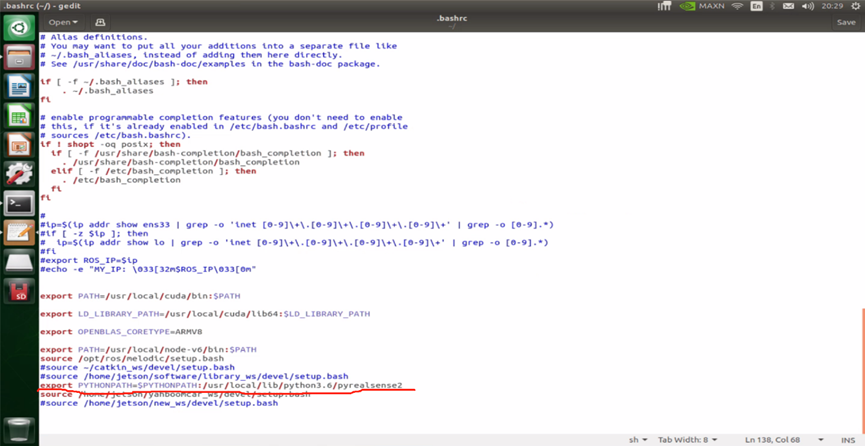 .bashrc (~/) - gedit
MAXN
En
20:29
Open
.bashrc
~/
Save
# Alias definitions.
# You may want to put all your additions into a separate file like
# ~/.bash_aliases, instead of adding them here directly.
# See /usr/share/doc/bash-doc/examples in the bash-doc package.
if [ -f ~/.bash_aliases ]; then
. ~/.bash_aliases
fi
# enable programmable completion features (you don't need to enable
# this, if it's already enabled in /etc/bash.bashrc and /etc/profile
# sources /etc/bash.bashrc).
if ! shopt -oq posix; then
if [ -f /usr/share/bash-completion/bash_completion ]; then
. /usr/share/bash-completion/bash_completion
elif [ -f /etc/bash_completion ]; then
. /etc/bash_completion
fi
fi
#
#ip=$(ip addr show ens33 | grep -o 'inet [0-9]\+\.[0-9]\+\.[0-9]\+\.[0-9]\+' | grep -o [0-9].*)
#if [ -z $ip ]; then
#  ip=$(ip addr show lo | grep -o 'inet [0-9]\+\.[0-9]\+\.[0-9]\+\.[0-9]\+' | grep -o [0-9].*)
#fi
#export ROS_IP=$ip
#echo -e "MY_IP: \033[32m$ROS_IP\033[0m"
export PATH=/usr/local/cuda/bin:$PATH
export LD_LIBRARY_PATH=/usr/local/cuda/lib64:$LD_LIBRARY_PATH
export OPENBLAS_CORETYPE=ARMV8
export PATH=/usr/local/node-v6/bin:$PATH
source /opt/ros/melodic/setup.bash
#source ~/catkin_ws/devel/setup.bash
#source /home/jetson/software/library_ws/devel/setup.bash
export PYTHONPATH=$PYTHONPATH:/usr/local/lib/python3.6/pyrealsense2
source /home/jetson/yahboomcar_ws/devel/setup.bash
#source /home/jetson/new_ws/devel/setup.bash
SD
sh
Tab Width: 8
Ln 138, Col 68
INS